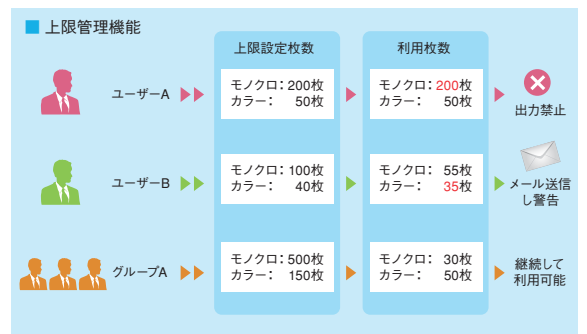 ■ 上限管理機能
上限設定枚数
利用枚数
ユーザーA
モノクロ：200枚
カラー：　50枚
モノクロ：200枚
カラー：　50枚
出力禁止
ユーザーB
モノクロ：100枚
カラー：　40枚
モノクロ：　55枚
カラー：　35枚
メール送信
し警告
グループA
モノクロ：500枚
カラー：　150枚
モノクロ：　30枚
カラー：　50枚
継続して
利用可能